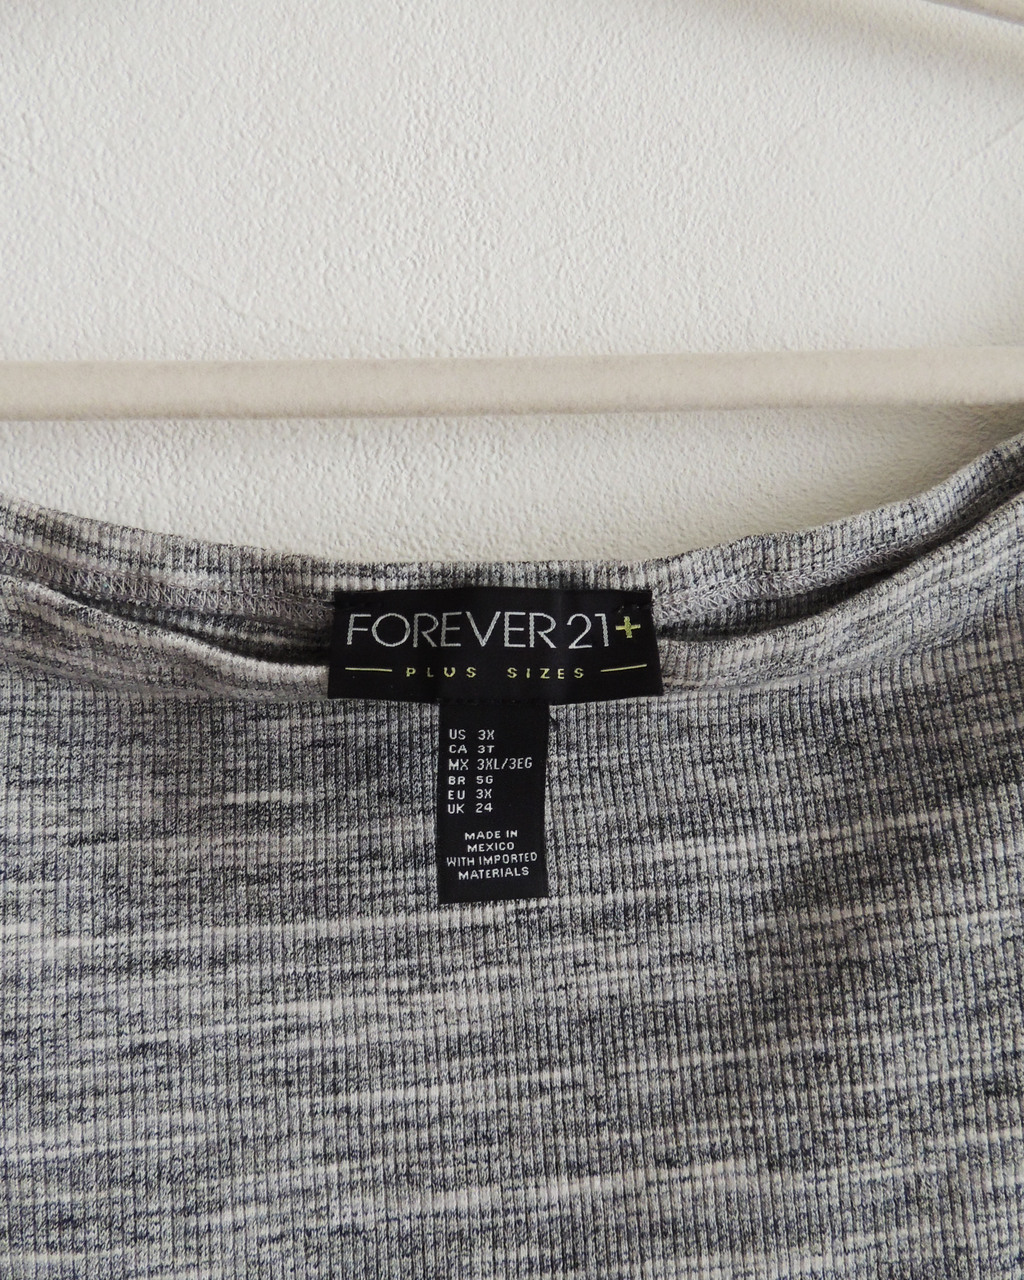 FOREVER 21+
PLUS SIZES
US 3X
CA 3T
MX 3XL/3EG
BR 5G
EU 3X
UK 24
MADE IN
MEXICO
WITH IMPORTED
MATERIALS